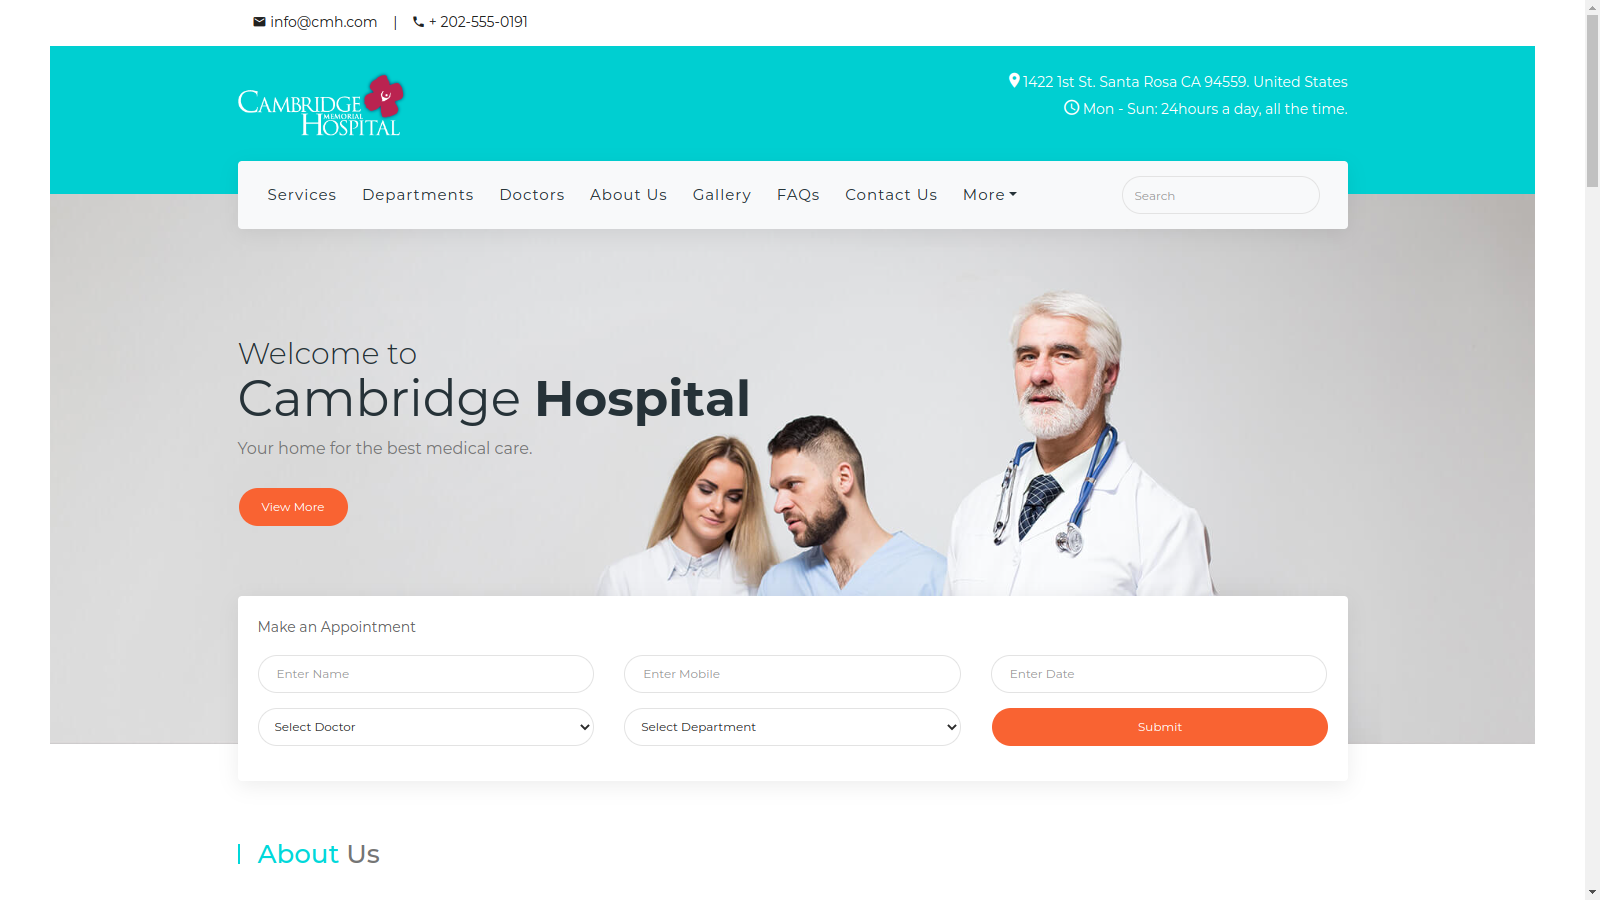 info@cmh.com | + 202-555-0191
CAMBRIDGE
MEMORIAL
HOSPITAL
1422 1st St. Santa Rosa CA 94559. United States
Mon - Sun: 24hours a day, all the time.
Services Departments Doctors About Us Gallery FAQs Contact Us More Search
Welcome to
Cambridge Hospital
Your home for the best medical care.
View More
Make an Appointment
Enter Name Enter Mobile Enter Date
Select Doctor Select Department Submit
About Us